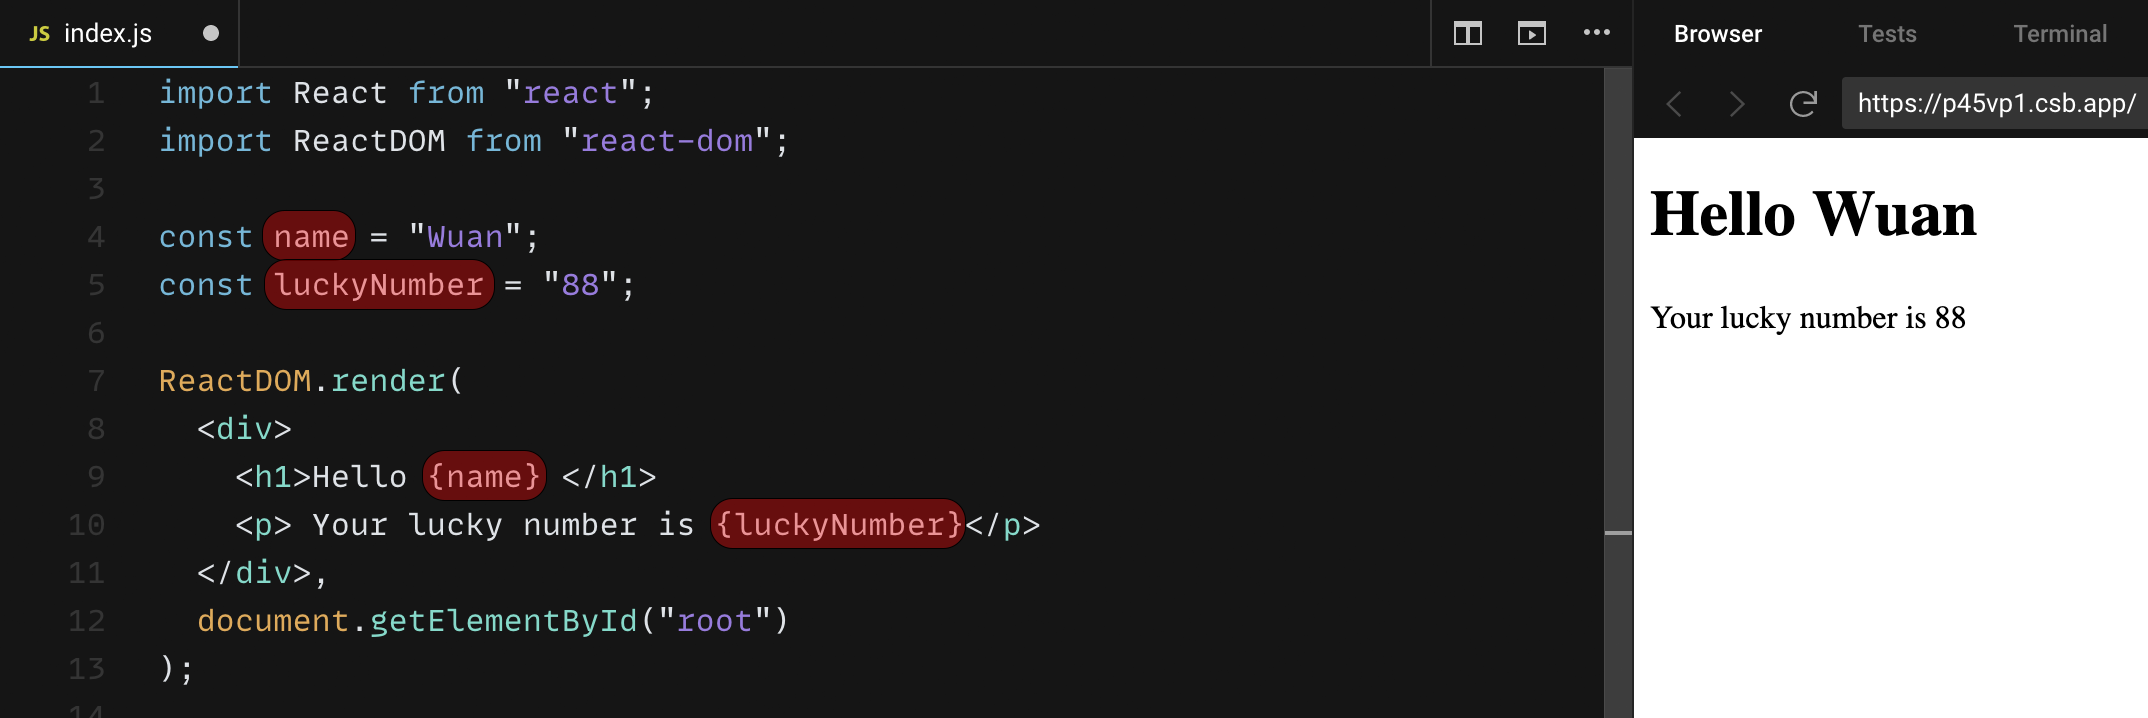 JS index.js
1 import React from "react";
2 import ReactDOM from "react-dom";
3
4 const name = "Wuan";
5 const luckyNumber = "88";
6
7 ReactDOM.render(
8 <div>
9 <h1>Hello {name} </h1>
10 <p> Your lucky number is {luckyNumber}</p>
11 </div>,
12 document.getElementById("root")
13 );
14
Browser Tests Terminal
https://p45vp1.csb.app/
Hello Wuan
Your lucky number is 88